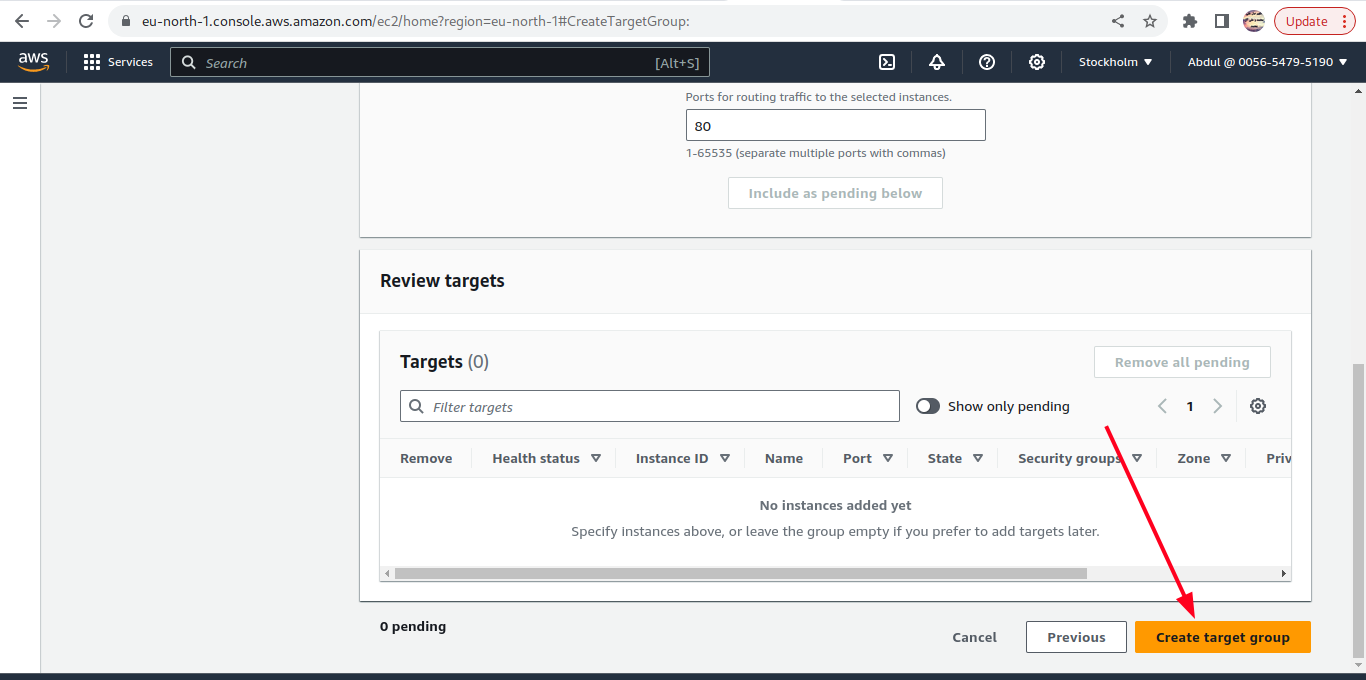 eu-north-1.console.aws.amazon.com/ec2/home?region=eu-north-1#CreateTargetGroup:
Update
aws
Services
Search
[Alt+S]
Stockholm
Abdul @ 0056-5479-5190
Ports for routing traffic to the selected instances.
80
1-65535 (separate multiple ports with commas)
Include as pending below
Review targets
Targets (0)
Remove all pending
Filter targets
Show only pending
1
Remove
Health status
Instance ID
Name
Port
State
Security groups
Zone
Priv
No instances added yet
Specify instances above, or leave the group empty if you prefer to add targets later.
0 pending
Cancel
Previous
Create target group